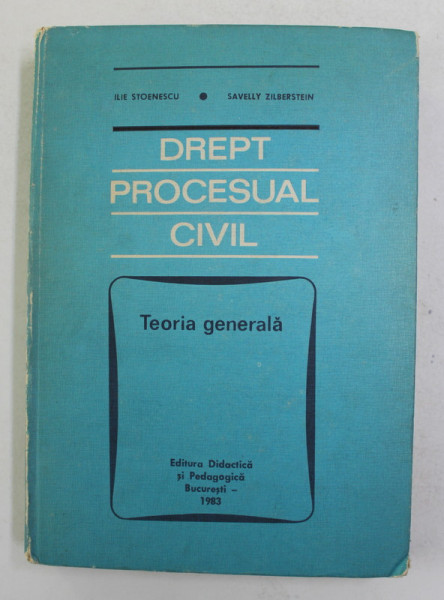 ILIE STOENESCU ● SAVELLY ZILBERSTEIN
DREPT
PROCESUAL
CIVIL
Teoria generală
Editura Didactică
și Pedagogică
București –
1983